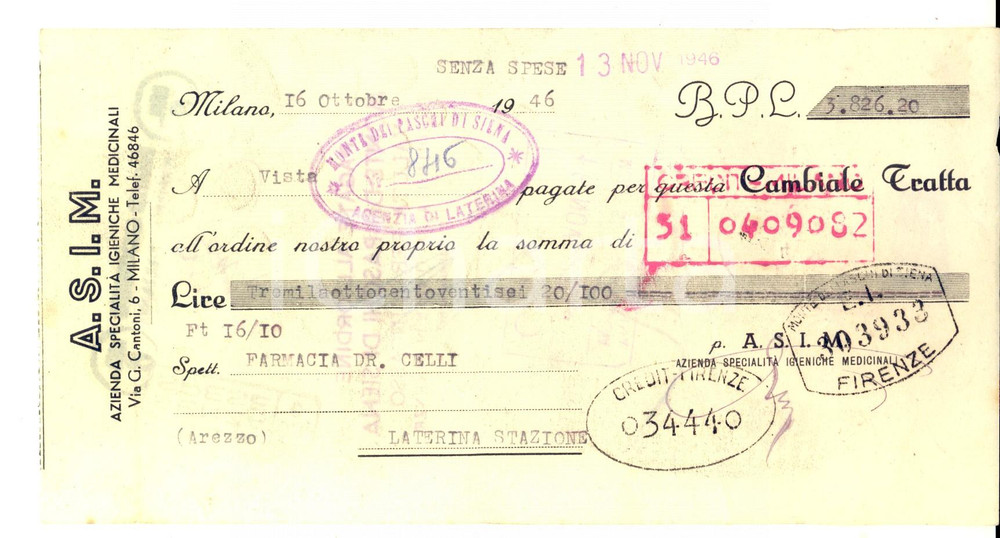 A.S.I.M.
AZIENDA SPECIALITÀ IGIENICHE MEDICINALI
Via G. Cantoni, 6 - MILANO - Telef. 46846
SENZA SPESE 13 NOV 1946
Milano, 16 Ottobre 1946 B.P.L. 3.826.20
MONTE DEI PASCHI DI SIENA
846
AGENZIA DI LATERINA
A Vista pagate per questa Cambiale Tratta
31 0409082
all'ordine nostro proprio la somma di
Lire Tremilaottocentoventisei 20/100
Ft 16/10
Spett. FARMACIA DR. CELLI
p. A. S. I. M.
AZIENDA SPECIALITÀ IGIENICHE MEDICINALI
MONTE DEI PASCHI DI SIENA
E.I.
103933
FIRENZE
CREDIT-FIRENZE
034440
(Arezzo) LATERINA STAZIONE